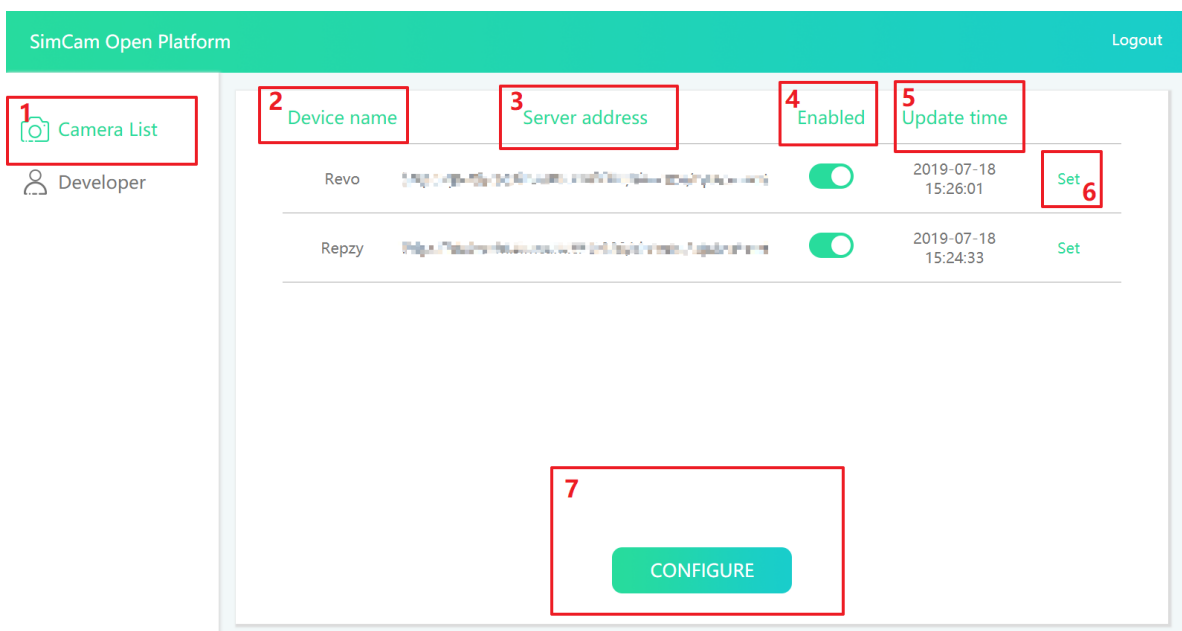 SimCam Open Platform
Logout
1
Camera List
Developer
2
Device name
3
Server address
4
Enabled
5
Update time
Revo
2019-07-18
15:26:01
Set
6
Repzy
2019-07-18
15:24:33
Set
7
CONFIGURE